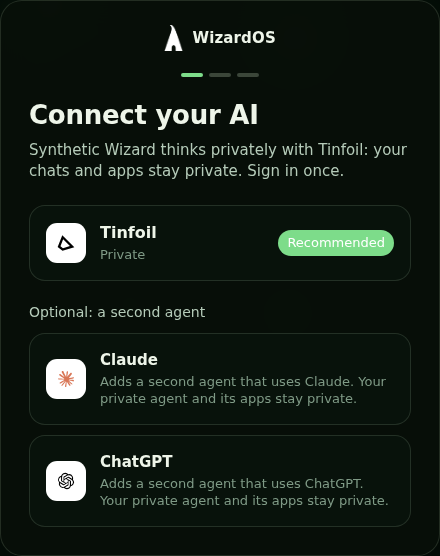 WizardOS
Connect your AI
Synthetic Wizard thinks privately with Tinfoil: your
chats and apps stay private. Sign in once.
Tinfoil
Private
Recommended
Optional: a second agent
Claude
Adds a second agent that uses Claude. Your
private agent and its apps stay private.
ChatGPT
Adds a second agent that uses ChatGPT.
Your private agent and its apps stay private.